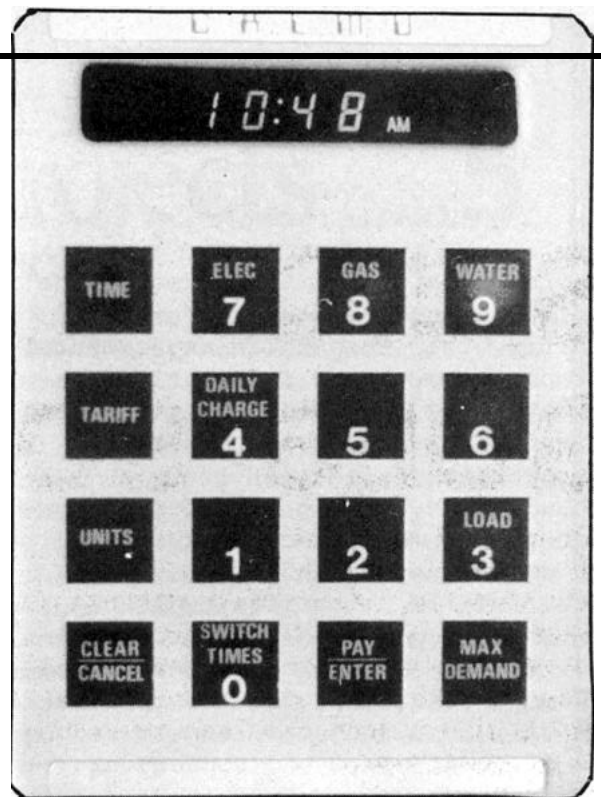 CALMU
10:48 AM
TIME
ELEC
7
GAS
8
WATER
9
TARIFF
DAILY
CHARGE
4
5
6
UNITS
1
2
LOAD
3
CLEAR
CANCEL
SWITCH
TIMES
0
PAY
ENTER
MAX
DEMAND